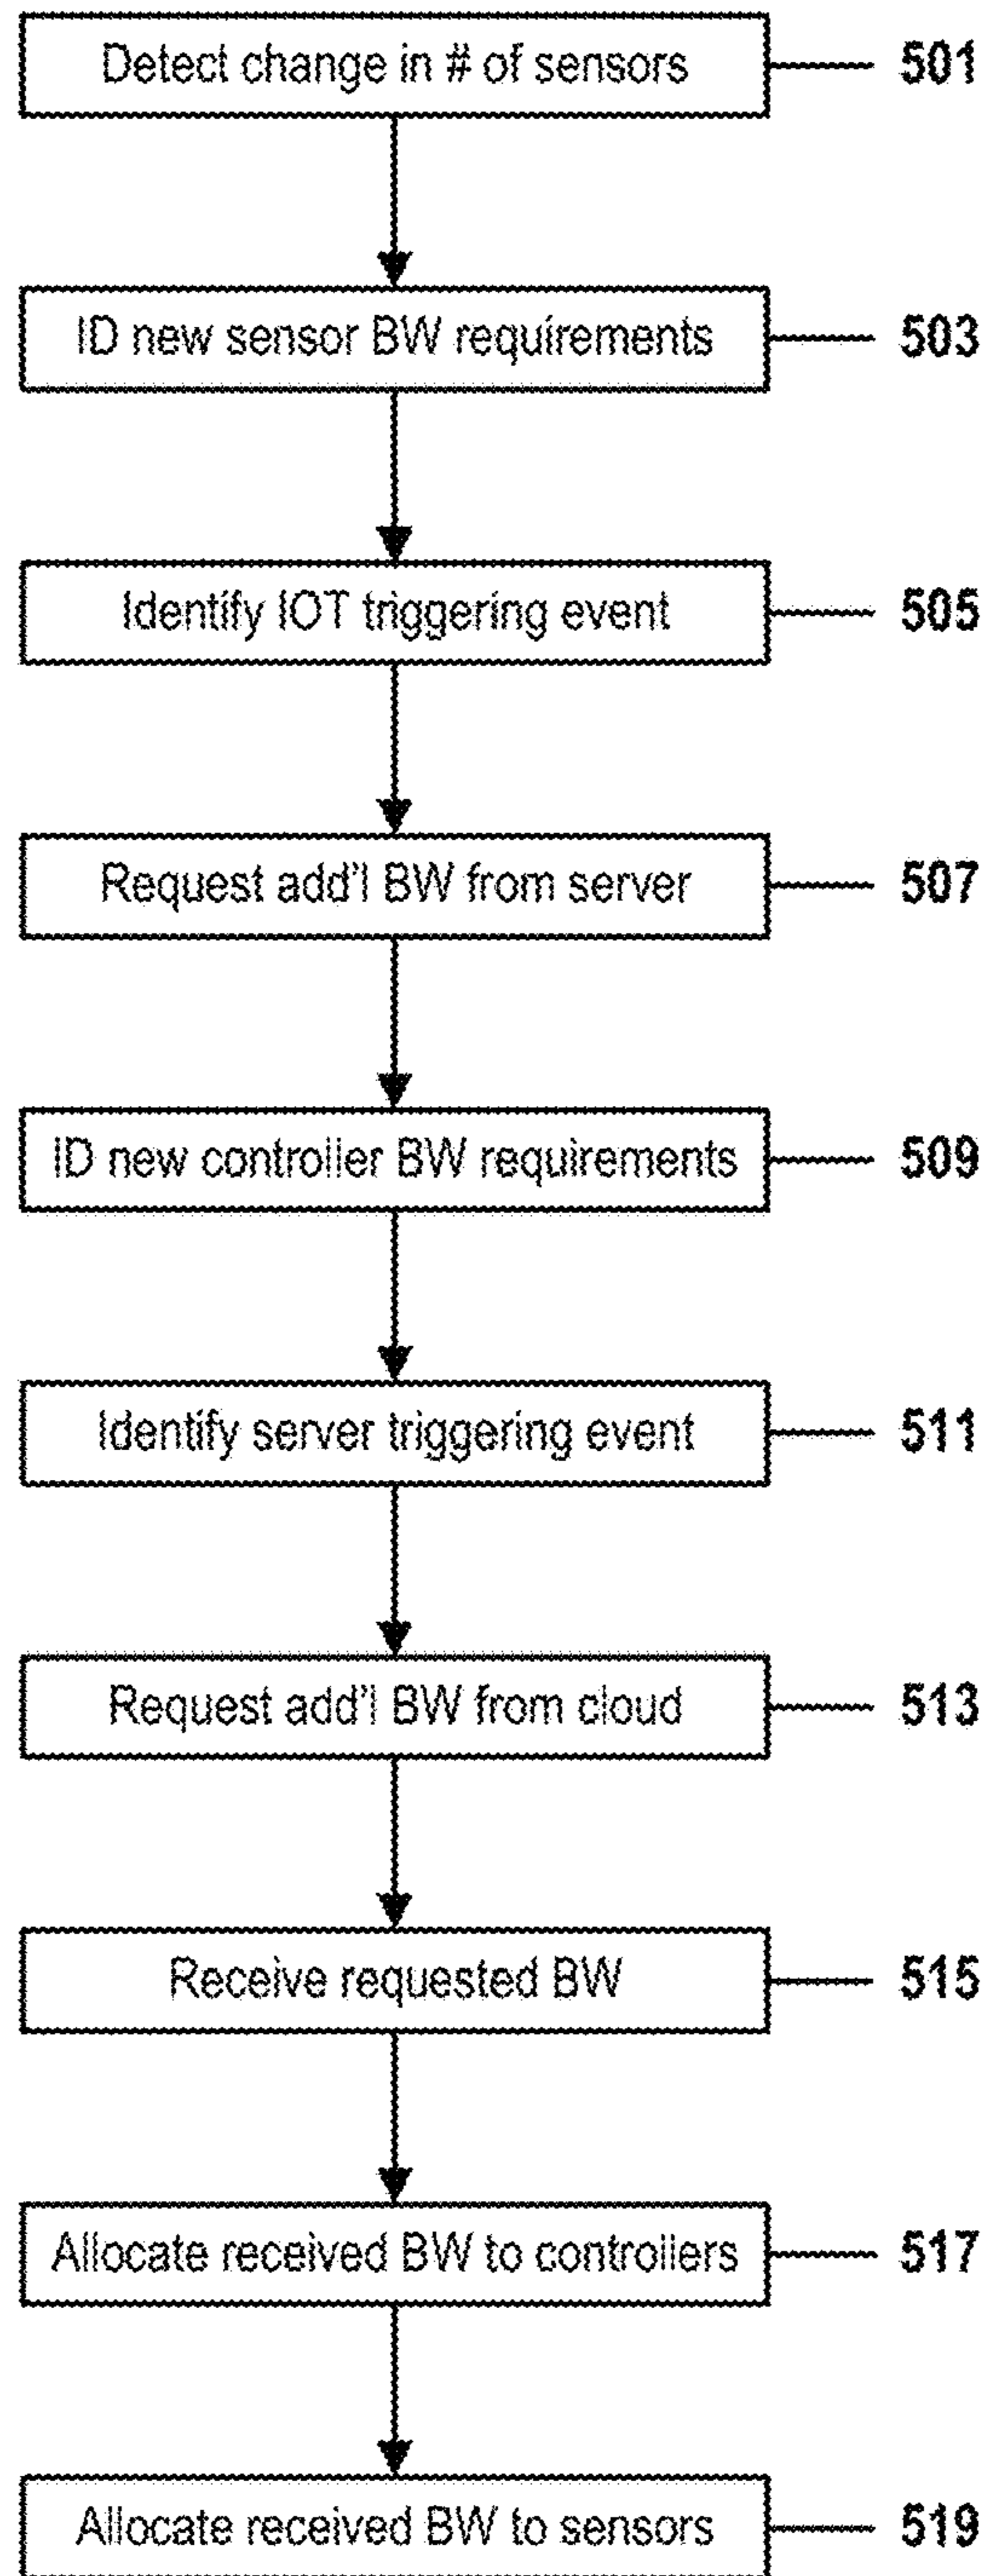 Detect change in # of sensors 501
ID new sensor BW requirements 503
Identify IOT triggering event 505
Request add'l BW from server 507
ID new controller BW requirements 509
Identify server triggering event 511
Request add'l BW from cloud 513
Receive requested BW 515
Allocate received BW to controllers 517
Allocate received BW to sensors 519